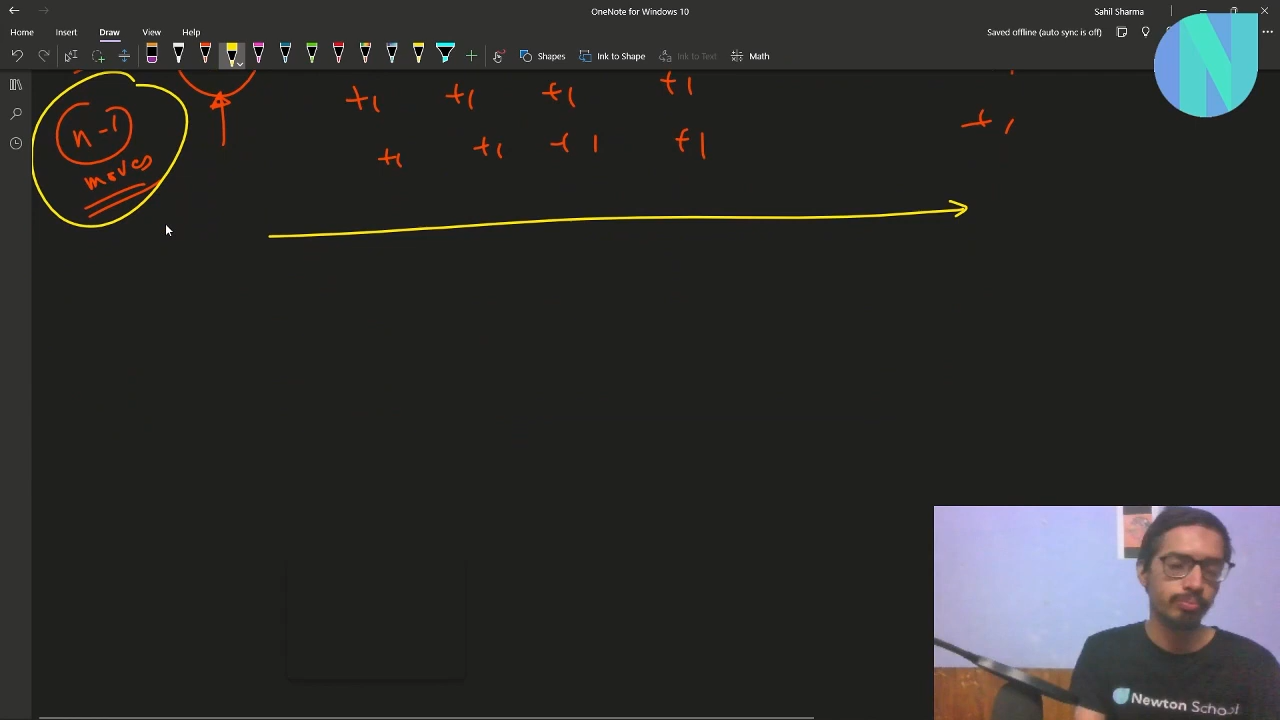 OneNote for Windows 10
Sahil Sharma
Home Insert Draw View Help
Saved offline (auto sync is off)
Shapes Ink to Shape Ink to Text Math
+1 +1 +1 +1
n-1
moves
+1 +1 +1 +1
+1
Newton School